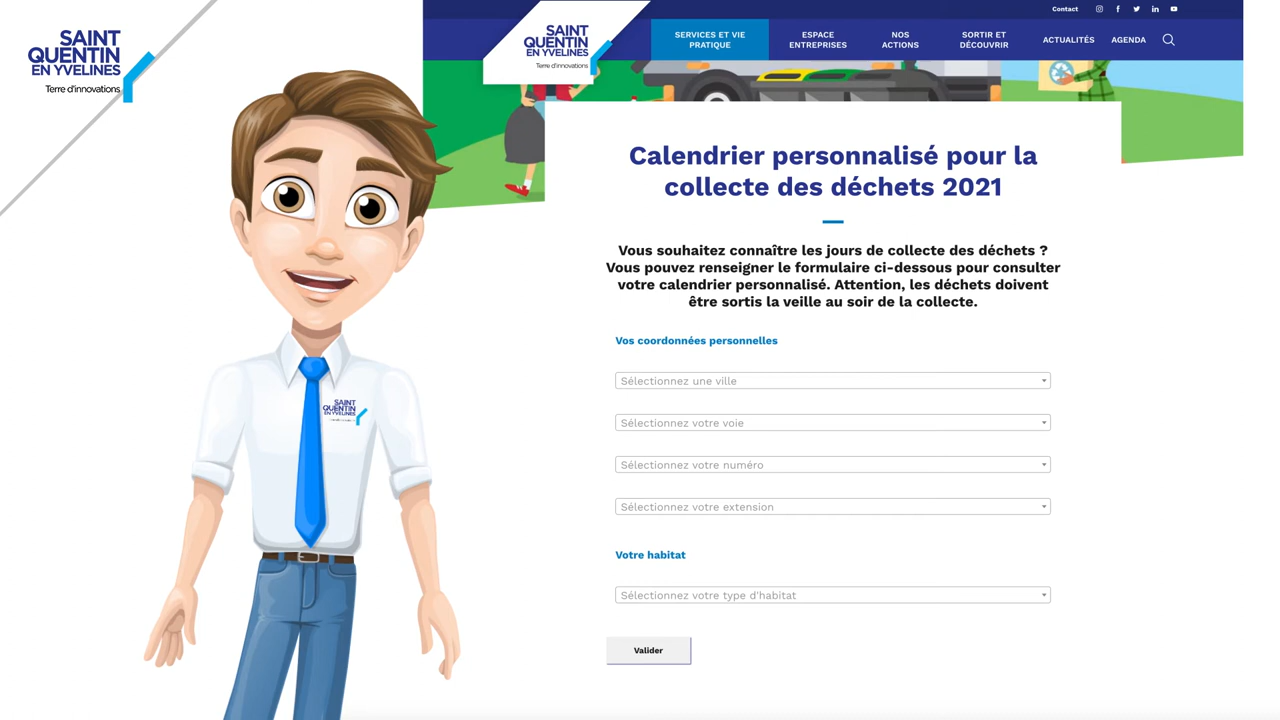 SAINT
QUENTIN
EN YVELINES
Terre d'innovations
Contact
SAINT
QUENTIN
EN YVELINES
Terre d'innovations
SERVICES ET VIE
PRATIQUE
ESPACE
ENTREPRISES
NOS
ACTIONS
SORTIR ET
DÉCOUVRIR
ACTUALITÉS
AGENDA
Calendrier personnalisé pour la
collecte des déchets 2021
Vous souhaitez connaître les jours de collecte des déchets ?
Vous pouvez renseigner le formulaire ci-dessous pour consulter
votre calendrier personnalisé. Attention, les déchets doivent
être sortis la veille au soir de la collecte.
Vos coordonnées personnelles
Sélectionnez une ville
Sélectionnez votre voie
Sélectionnez votre numéro
Sélectionnez votre extension
Votre habitat
Sélectionnez votre type d'habitat
Valider
SAINT
QUENTIN
EN YVELINES